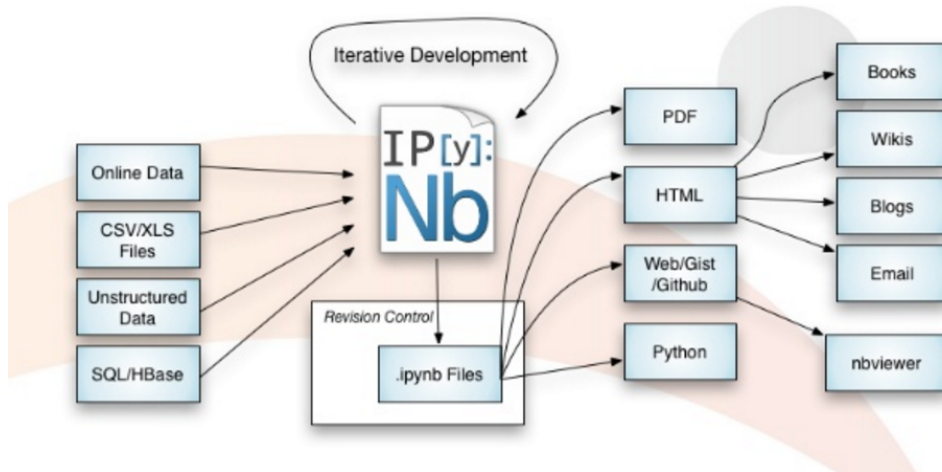 Iterative Development
IP[y]:
Nb
Online Data
CSV/XLS
Files
Unstructured
Data
SQL/HBase
Revision Control
.ipynb Files
PDF
HTML
Web/Gist
/Github
Python
Books
Wikis
Blogs
Email
nbviewer